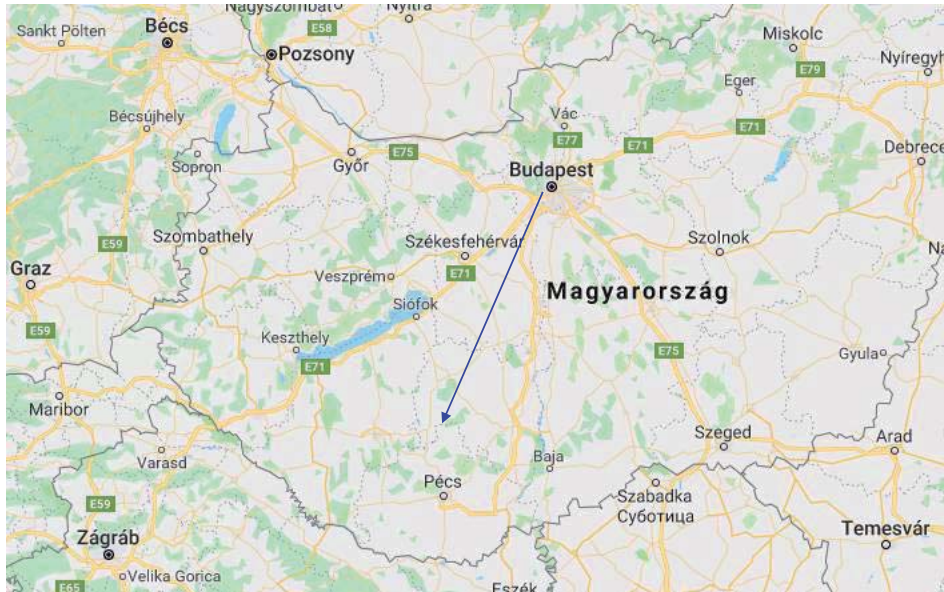 Nagyszombat
Nyitra
Sankt Pölten
Bécs
E58
Pozsony
Miskolc
E79
Nyíregyh
Eger
Bécsújhely
Vác
E77
E71
E71
Sopron
Győr
E75
Debrece
Budapest
E59
Szombathely
Székesfehérvár
Szolnok
Na
Graz
Veszprém
E71
Magyarország
Siófok
E59
Keszthely
E71
E75
Gyula
Maribor
Varasd
Szeged
Arad
Baja
Pécs
E59
Szabadka
Суботица
Zágráb
Temesvár
Velika Gorica
E65
Eszék